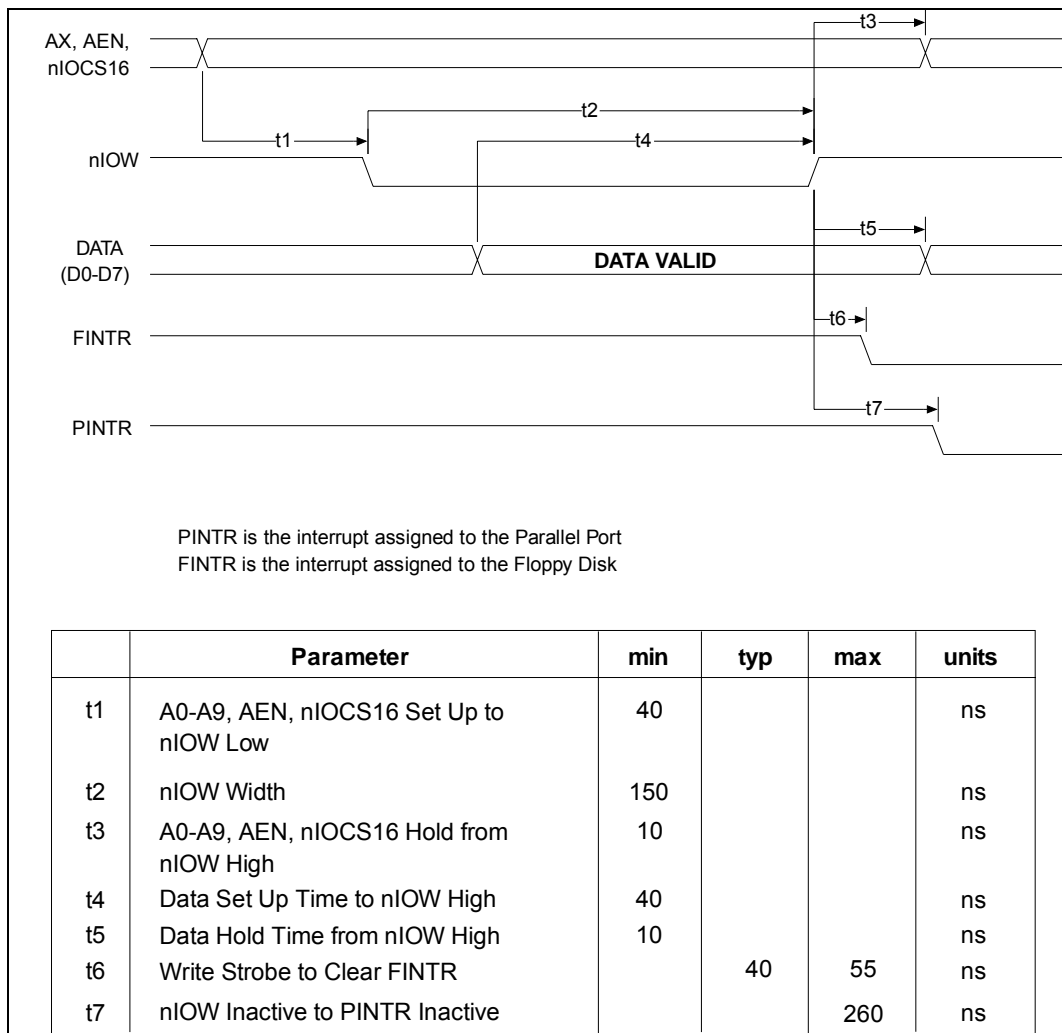 t3
AX, AEN,
nIOCS16
t2
t1
t4
nIOW
t5
DATA
(D0-D7)
DATA VALID
t6
FINTR
t7
PINTR
PINTR is the interrupt assigned to the Parallel Port
FINTR is the interrupt assigned to the Floppy Disk
Parameter min typ max units
t1 A0-A9, AEN, nIOCS16 Set Up to 40 ns
nIOW Low
t2 nIOW Width 150 ns
t3 A0-A9, AEN, nIOCS16 Hold from 10 ns
nIOW High
t4 Data Set Up Time to nIOW High 40 ns
t5 Data Hold Time from nIOW High 10 ns
t6 Write Strobe to Clear FINTR 40 55 ns
t7 nIOW Inactive to PINTR Inactive 260 ns